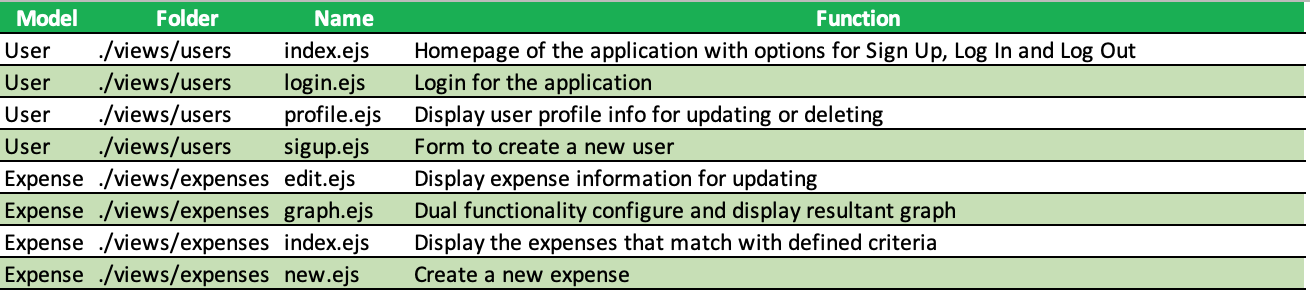 Model Folder Name Function
User ./views/users index.ejs Homepage of the application with options for Sign Up, Log In and Log Out
User ./views/users login.ejs Login for the application
User ./views/users profile.ejs Display user profile info for updating or deleting
User ./views/users sigup.ejs Form to create a new user
Expense ./views/expenses edit.ejs Display expense information for updating
Expense ./views/expenses graph.ejs Dual functionality configure and display resultant graph
Expense ./views/expenses index.ejs Display the expenses that match with defined criteria
Expense ./views/expenses new.ejs Create a new expense